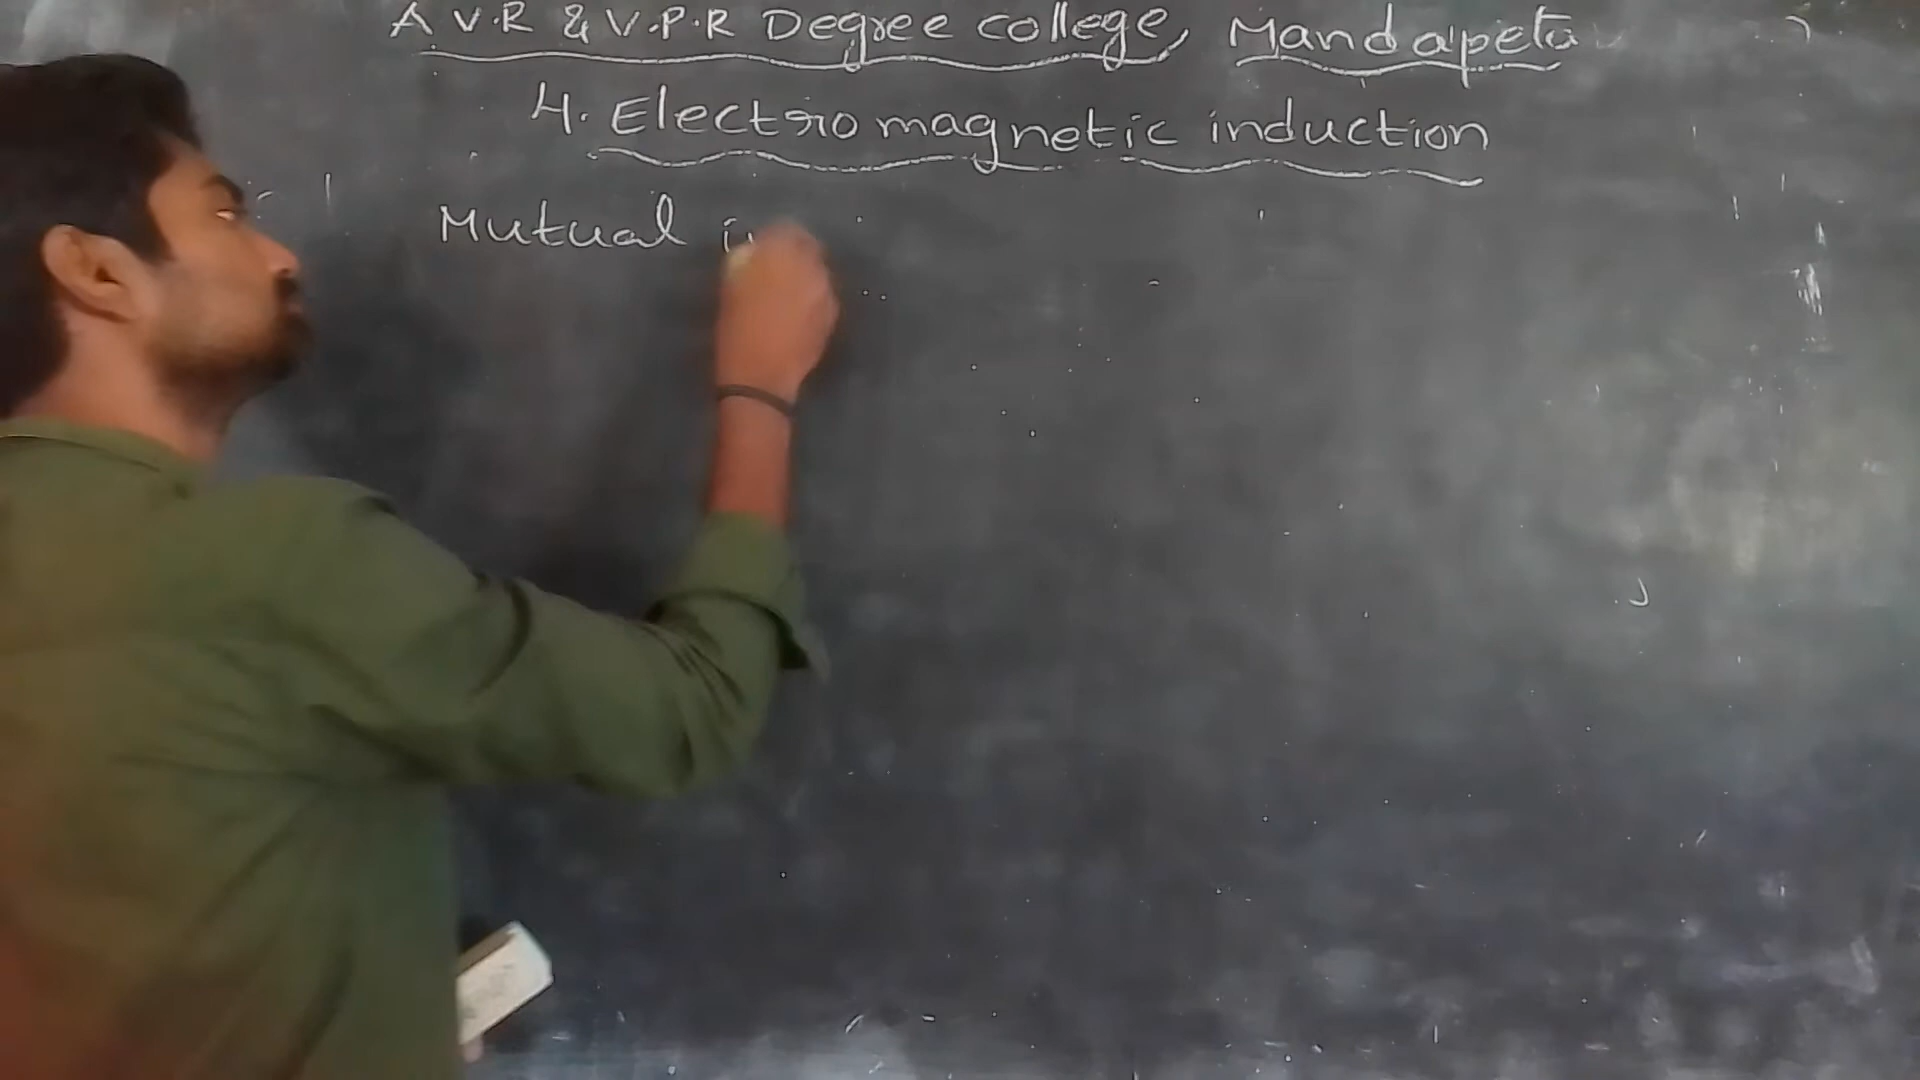 A V.R & V.P.R Degree college, Mandapeta
4. Electromagnetic induction
Mutual